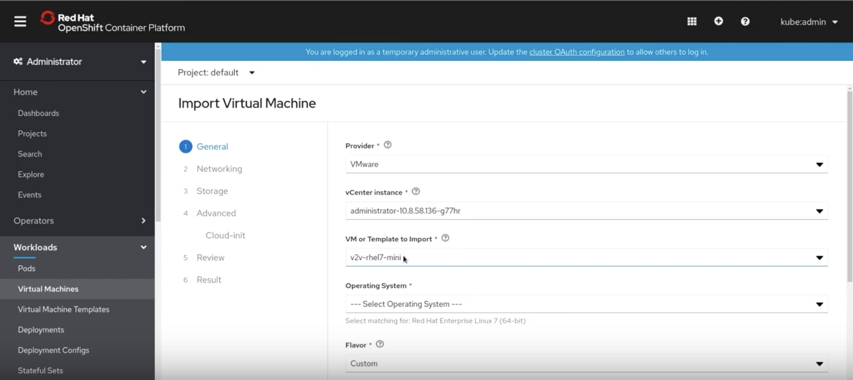 Red Hat
OpenShift Container Platform
kube:admin
You are logged in as a temporary administrative user. Update the cluster OAuth configuration to allow others to log in.
Administrator
Project: default
Home
Dashboards
Projects
Search
Explore
Events
Operators
Workloads
Pods
Virtual Machines
Virtual Machine Templates
Deployments
Deployment Configs
Stateful Sets
Import Virtual Machine
1 General
2 Networking
3 Storage
4 Advanced
Cloud-init
5 Review
6 Result
Provider *
VMware
vCenter instance *
administrator-10.8.58.136-g77hr
VM or Template to Import *
v2v-rhel7-mini
Operating System *
--- Select Operating System ---
Select matching for: Red Hat Enterprise Linux 7 (64-bit)
Flavor *
Custom